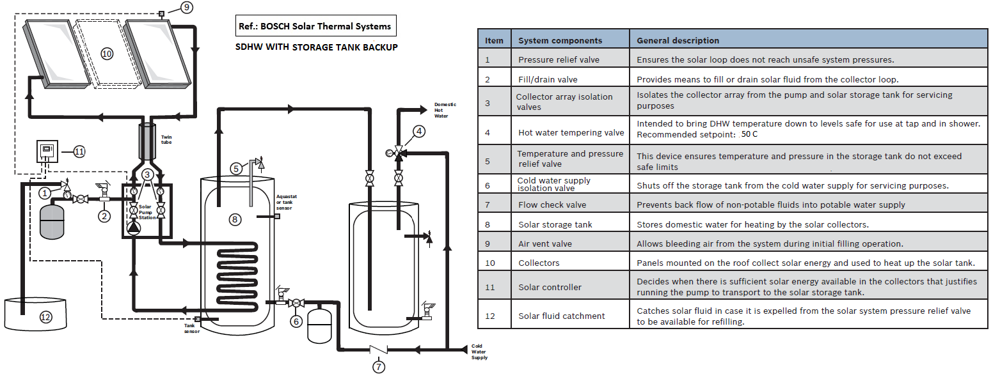 9
Ref.: BOSCH Solar Thermal Systems
SDHW WITH STORAGE TANK BACKUP
10
Domestic
Hot
Water
4
Twin
tube
11
5
3
1
Aquastat
or tank
sensor
Solar
Pump
Station
2
8
12
Tank
sensor
6
Cold
Water
Supply
7
Item System components General description
1 Pressure relief valve Ensures the solar loop does not reach unsafe system pressures.
2 Fill/drain valve Provides means to fill or drain solar fluid from the collector loop.
3 Collector array isolation valves Isolates the collector array from the pump and solar storage tank for servicing
purposes
4 Hot water tempering valve Intended to bring DHW temperature down to levels safe for use at tap and in shower.
Recommended setpoint: 50 C
5 Temperature and pressure relief valve This device ensures temperature and pressure in the storage tank do not exceed
safe limits
6 Cold water supply isolation valve Shuts off the storage tank from the cold water supply for servicing purposes.
7 Flow check valve Prevents back flow of non-potable fluids into potable water supply
8 Solar storage tank Stores domestic water for heating by the solar collectors.
9 Air vent valve Allows bleeding air from the system during initial filling operation.
10 Collectors Panels mounted on the roof collect solar energy and used to heat up the solar tank.
11 Solar controller Decides when there is sufficient solar energy available in the collectors that justifies
running the pump to transport to the solar storage tank.
12 Solar fluid catchment Catches solar fluid in case it is expelled from the solar system pressure relief valve
to be available for refilling.